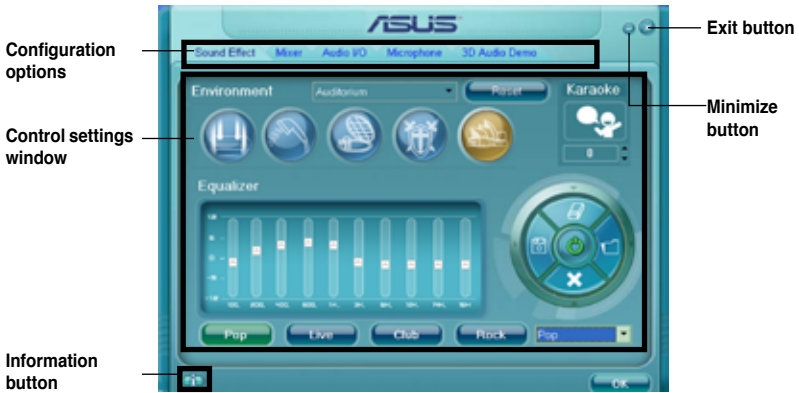 ASUS
Exit button
Configuration options
Sound Effect Mixer Audio I/O Microphone 3D Audio Demo
Environment Auditorium Reset Karaoke
Minimize button
0
Control settings window
Equalizer
Pop Live Club Rock Pop
Information button
OK